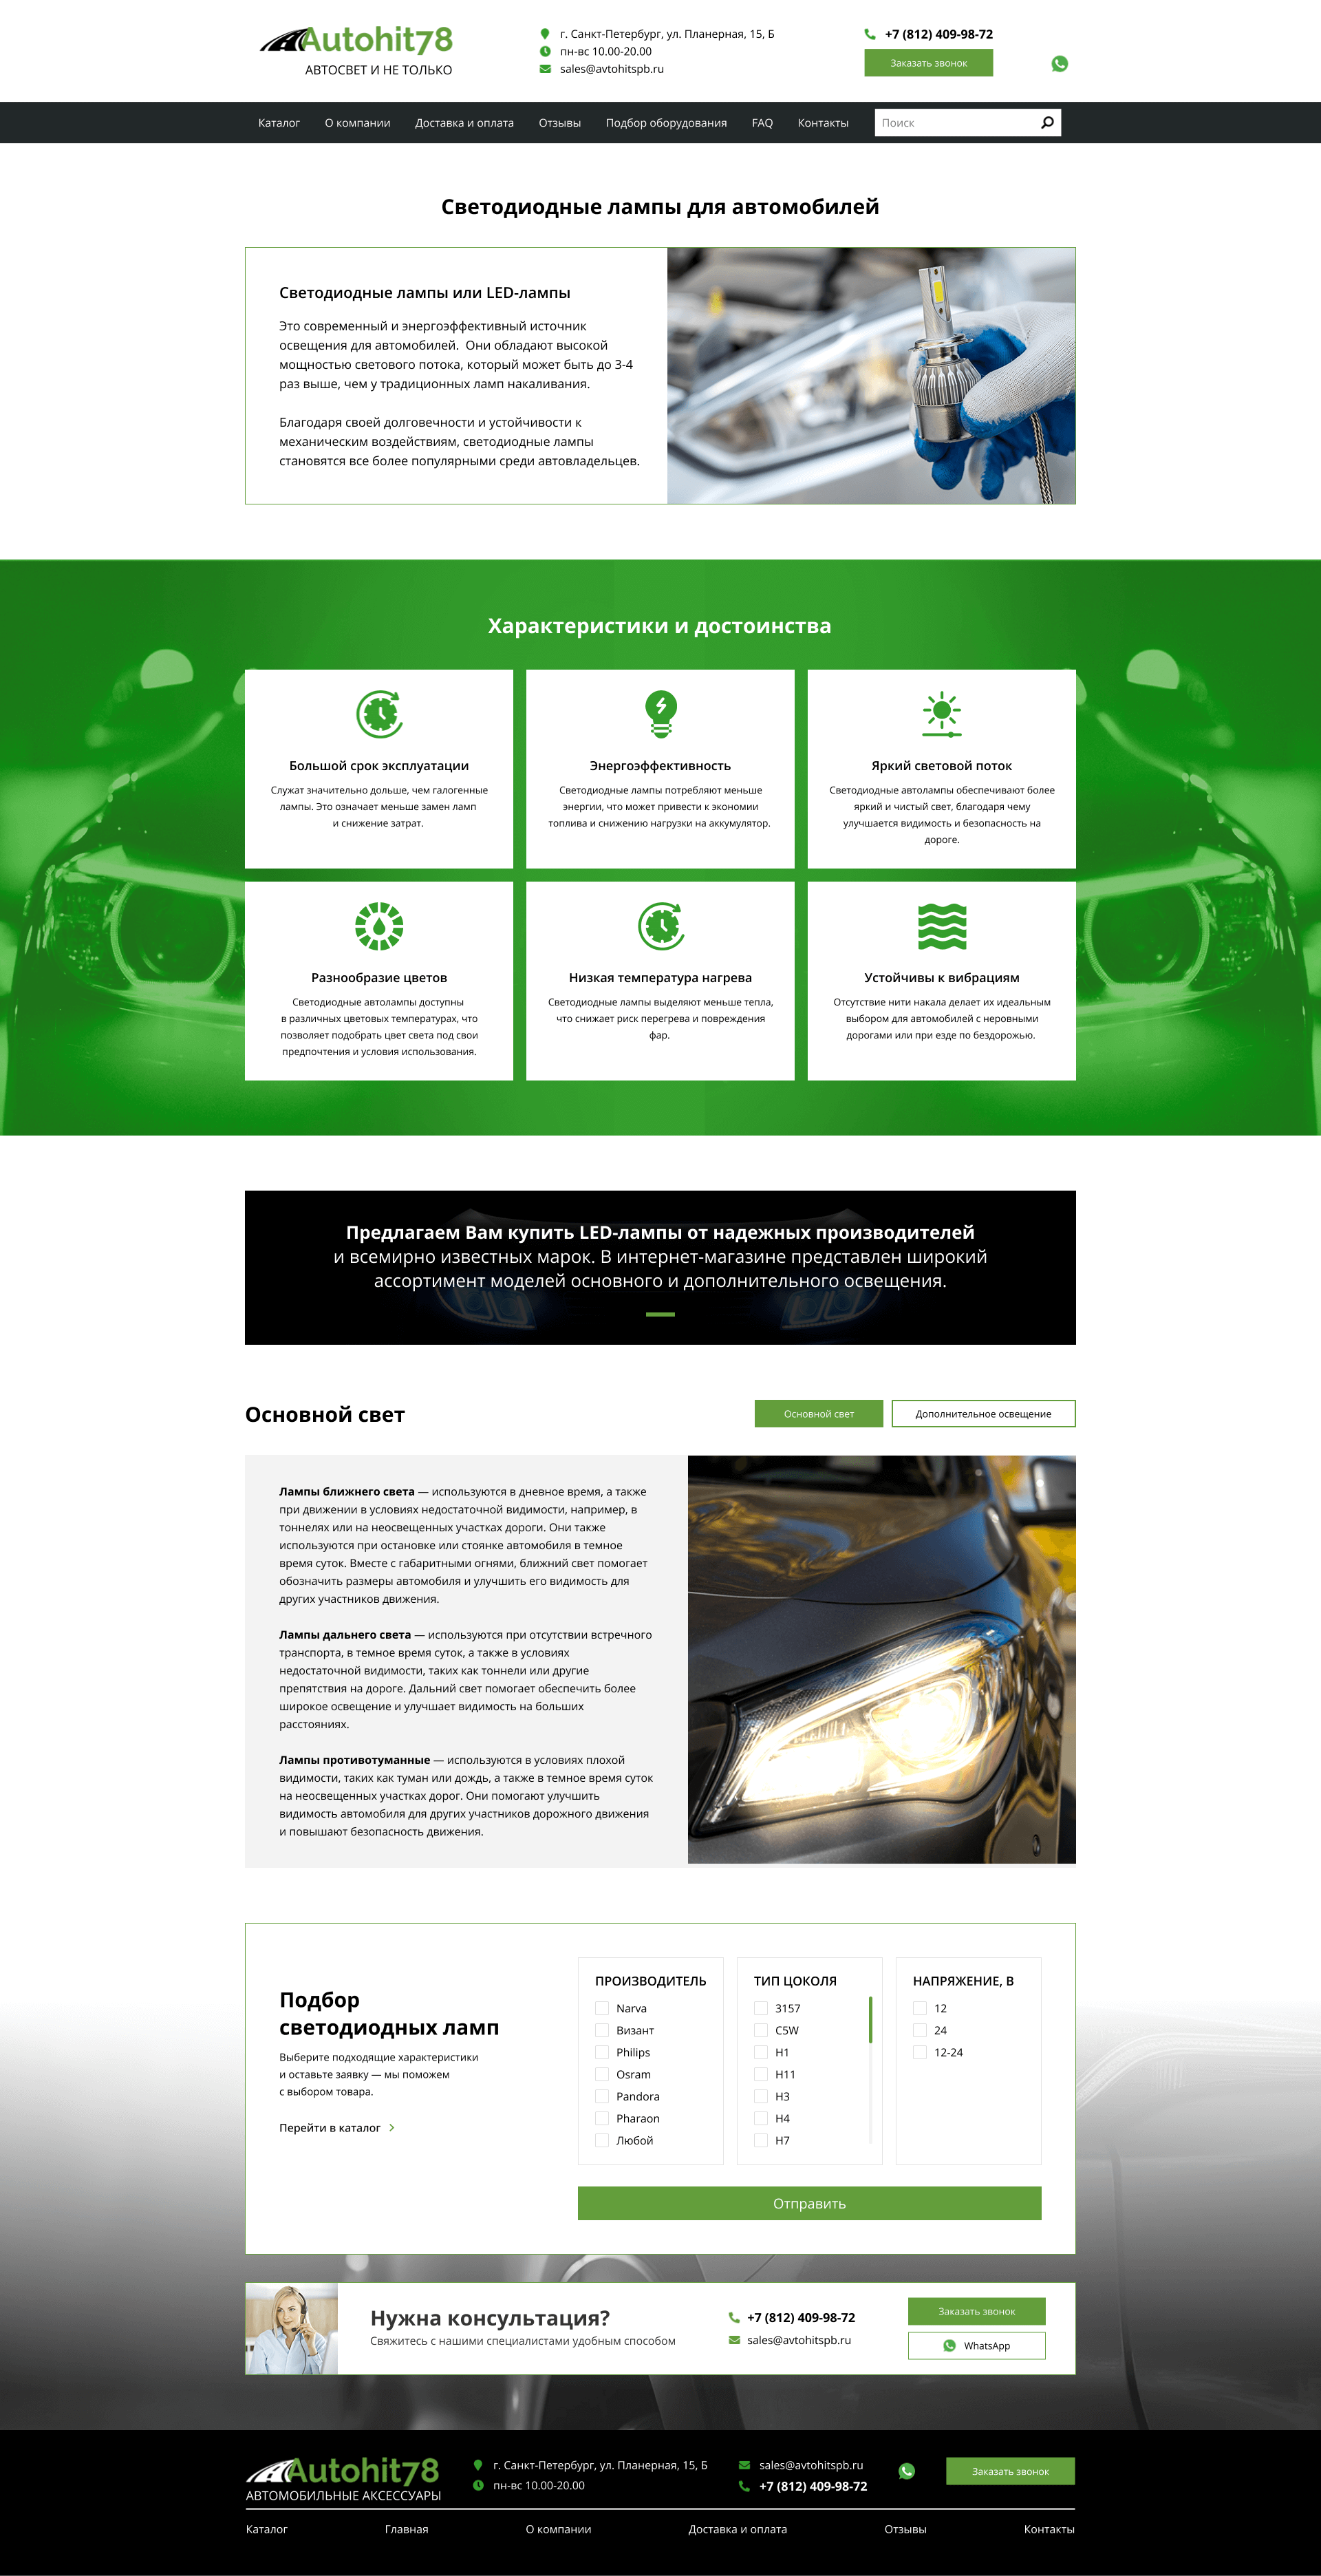 Autohit78
АВТОСВЕТ И НЕ ТОЛЬКО
г. Санкт-Петербург, ул. Планерная, 15, Б
пн-вс 10.00-20.00
sales@avtohitspb.ru
+7 (812) 409-98-72
Заказать звонок
Каталог О компании Доставка и оплата Отзывы Подбор оборудования FAQ Контакты Поиск
Светодиодные лампы для автомобилей
Светодиодные лампы или LED-лампы
Это современный и энергоэффективный источник
освещения для автомобилей. Они обладают высокой
мощностью светового потока, который может быть до 3-4
раз выше, чем у традиционных ламп накаливания.
Благодаря своей долговечности и устойчивости к
механическим воздействиям, светодиодные лампы
становятся все более популярными среди автовладельцев.
Характеристики и достоинства
Большой срок эксплуатации
Служат значительно дольше, чем галогенные
лампы. Это означает меньше замен ламп
и снижение затрат.
Энергоэффективность
Светодиодные лампы потребляют меньше
энергии, что может привести к экономии
топлива и снижению нагрузки на аккумулятор.
Яркий световой поток
Светодиодные автолампы обеспечивают более
яркий и чистый свет, благодаря чему
улучшается видимость и безопасность на
дороге.
Разнообразие цветов
Светодиодные автолампы доступны
в различных цветовых температурах, что
позволяет подобрать цвет света под свои
предпочтения и условия использования.
Низкая температура нагрева
Светодиодные лампы выделяют меньше тепла,
что снижает риск перегрева и повреждения
фар.
Устойчивы к вибрациям
Отсутствие нити накала делает их идеальным
выбором для автомобилей с неровными
дорогами или при езде по бездорожью.
Предлагаем Вам купить LED-лампы от надежных производителей
и всемирно известных марок. В интернет-магазине представлен широкий
ассортимент моделей основного и дополнительного освещения.
Основной свет
Основной свет
Дополнительное освещение
Лампы ближнего света — используются в дневное время, а также
при движении в условиях недостаточной видимости, например, в
тоннелях или на неосвещенных участках дороги. Они также
используются при остановке или стоянке автомобиля в темное
время суток. Вместе с габаритными огнями, ближний свет помогает
обозначить размеры автомобиля и улучшить его видимость для
других участников движения.
Лампы дальнего света — используются при отсутствии встречного
транспорта, в темное время суток, а также в условиях
недостаточной видимости, таких как тоннели или другие
препятствия на дороге. Дальний свет помогает обеспечить более
широкое освещение и улучшает видимость на больших
расстояниях.
Лампы противотуманные — используются в условиях плохой
видимости, таких как туман или дождь, а также в темное время суток
на неосвещенных участках дорог. Они помогают улучшить
видимость автомобиля для других участников дорожного движения
и повышают безопасность движения.
Подбор
светодиодных ламп
Выберите подходящие характеристики
и оставьте заявку — мы поможем
с выбором товара.
Перейти в каталог
ПРОИЗВОДИТЕЛЬ
Narva
Визант
Philips
Osram
Pandora
Pharaon
Любой
ТИП ЦОКОЛЯ
3157
C5W
H1
H11
H3
H4
H7
НАПРЯЖЕНИЕ, В
12
24
12-24
Отправить
Нужна консультация?
Свяжитесь с нашими специалистами удобным способом
+7 (812) 409-98-72
sales@avtohitspb.ru
Заказать звонок
WhatsApp
Autohit78
АВТОМОБИЛЬНЫЕ АКСЕССУАРЫ
г. Санкт-Петербург, ул. Планерная, 15, Б
пн-вс 10.00-20.00
sales@avtohitspb.ru
+7 (812) 409-98-72
Заказать звонок
Каталог Главная О компании Доставка и оплата Отзывы Контакты